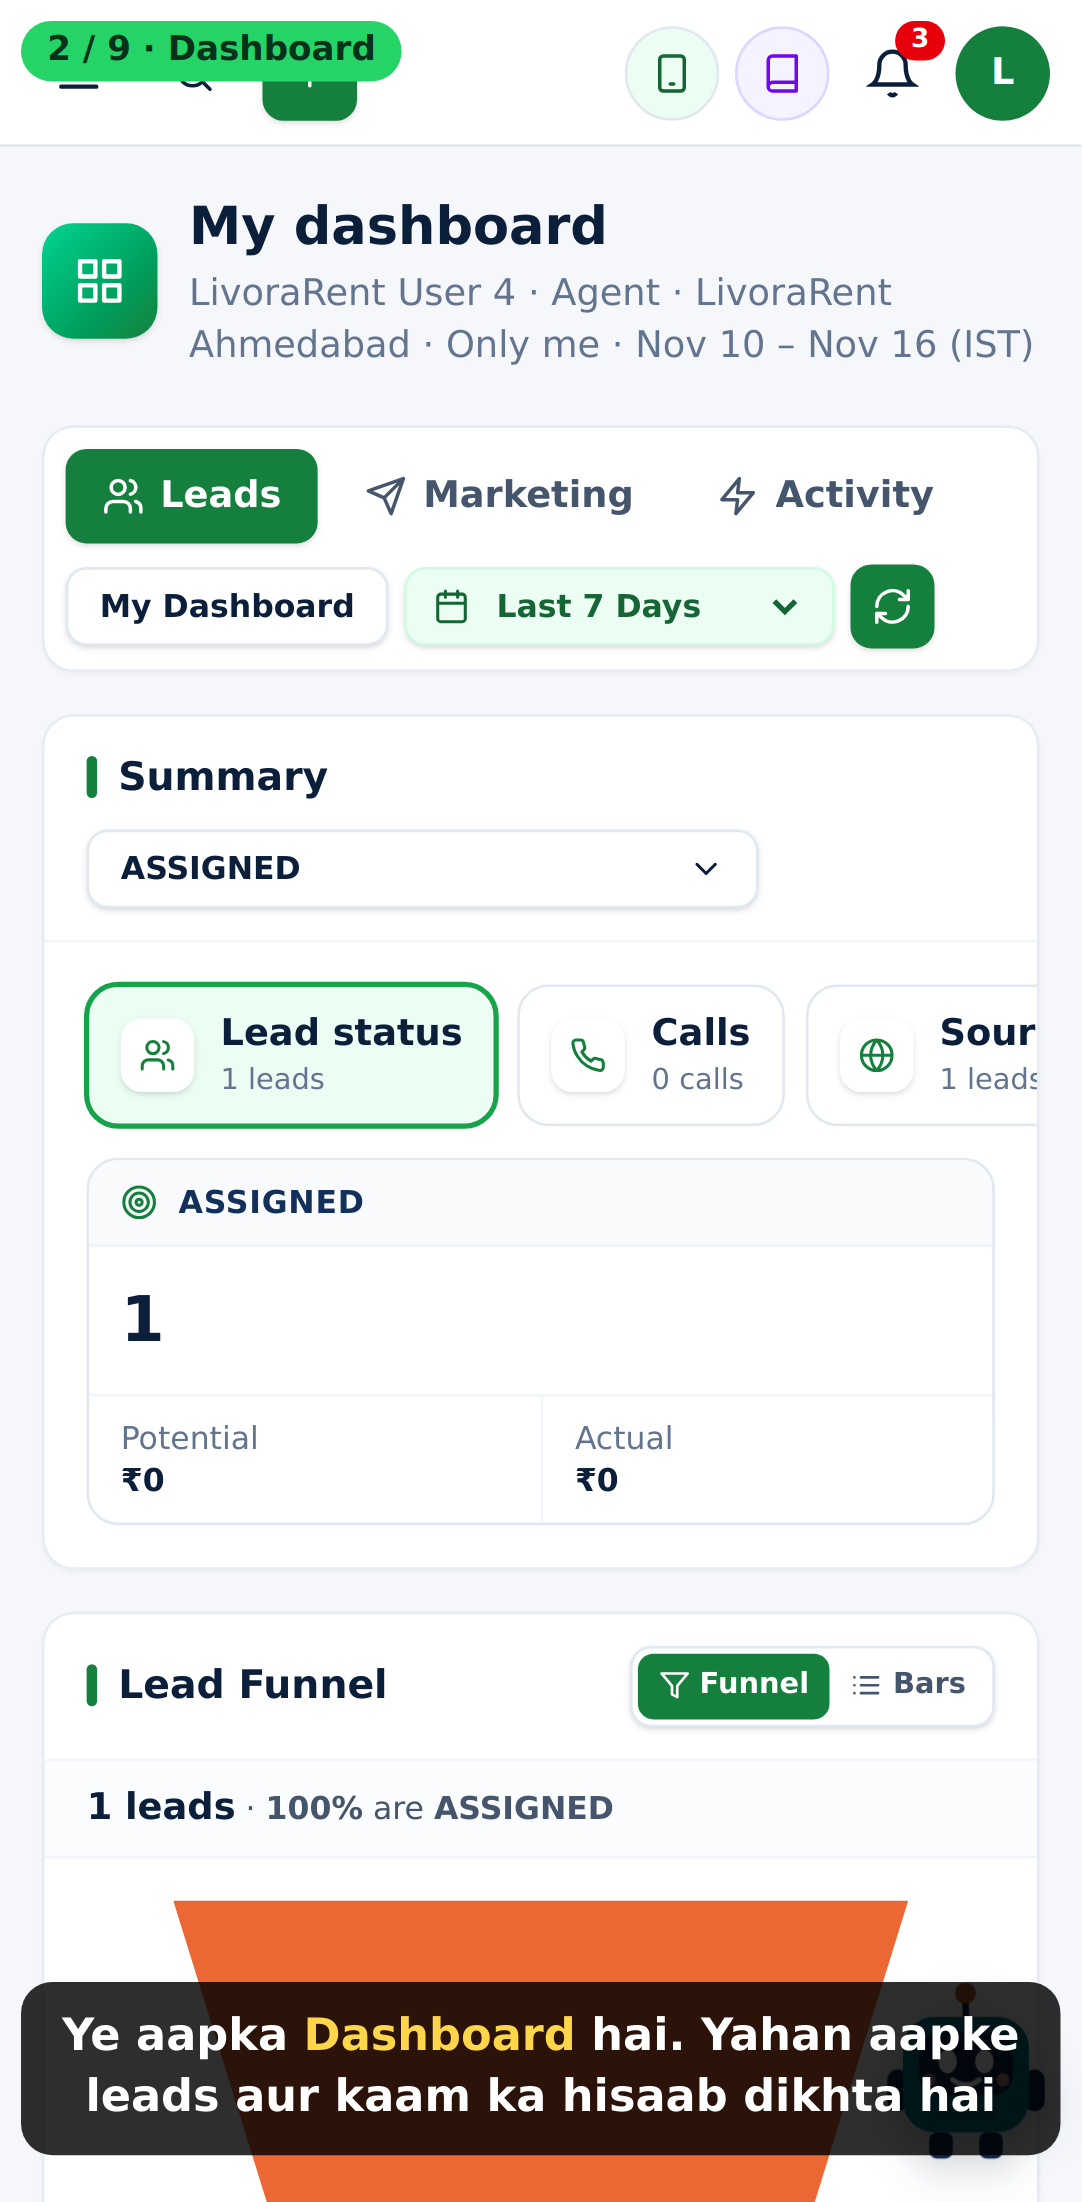 2 / 9 · Dashboard
3
L
My dashboard
LivoraRent User 4 · Agent · LivoraRent
Ahmedabad · Only me · Nov 10 – Nov 16 (IST)
Leads
Marketing
Activity
My Dashboard
Last 7 Days
Summary
ASSIGNED
Lead status
1 leads
Calls
0 calls
Sour
1 leads
ASSIGNED
1
Potential
₹0
Actual
₹0
Lead Funnel
Funnel
Bars
1 leads · 100% are ASSIGNED
Ye aapka Dashboard hai. Yahan aapke
leads aur kaam ka hisaab dikhta hai